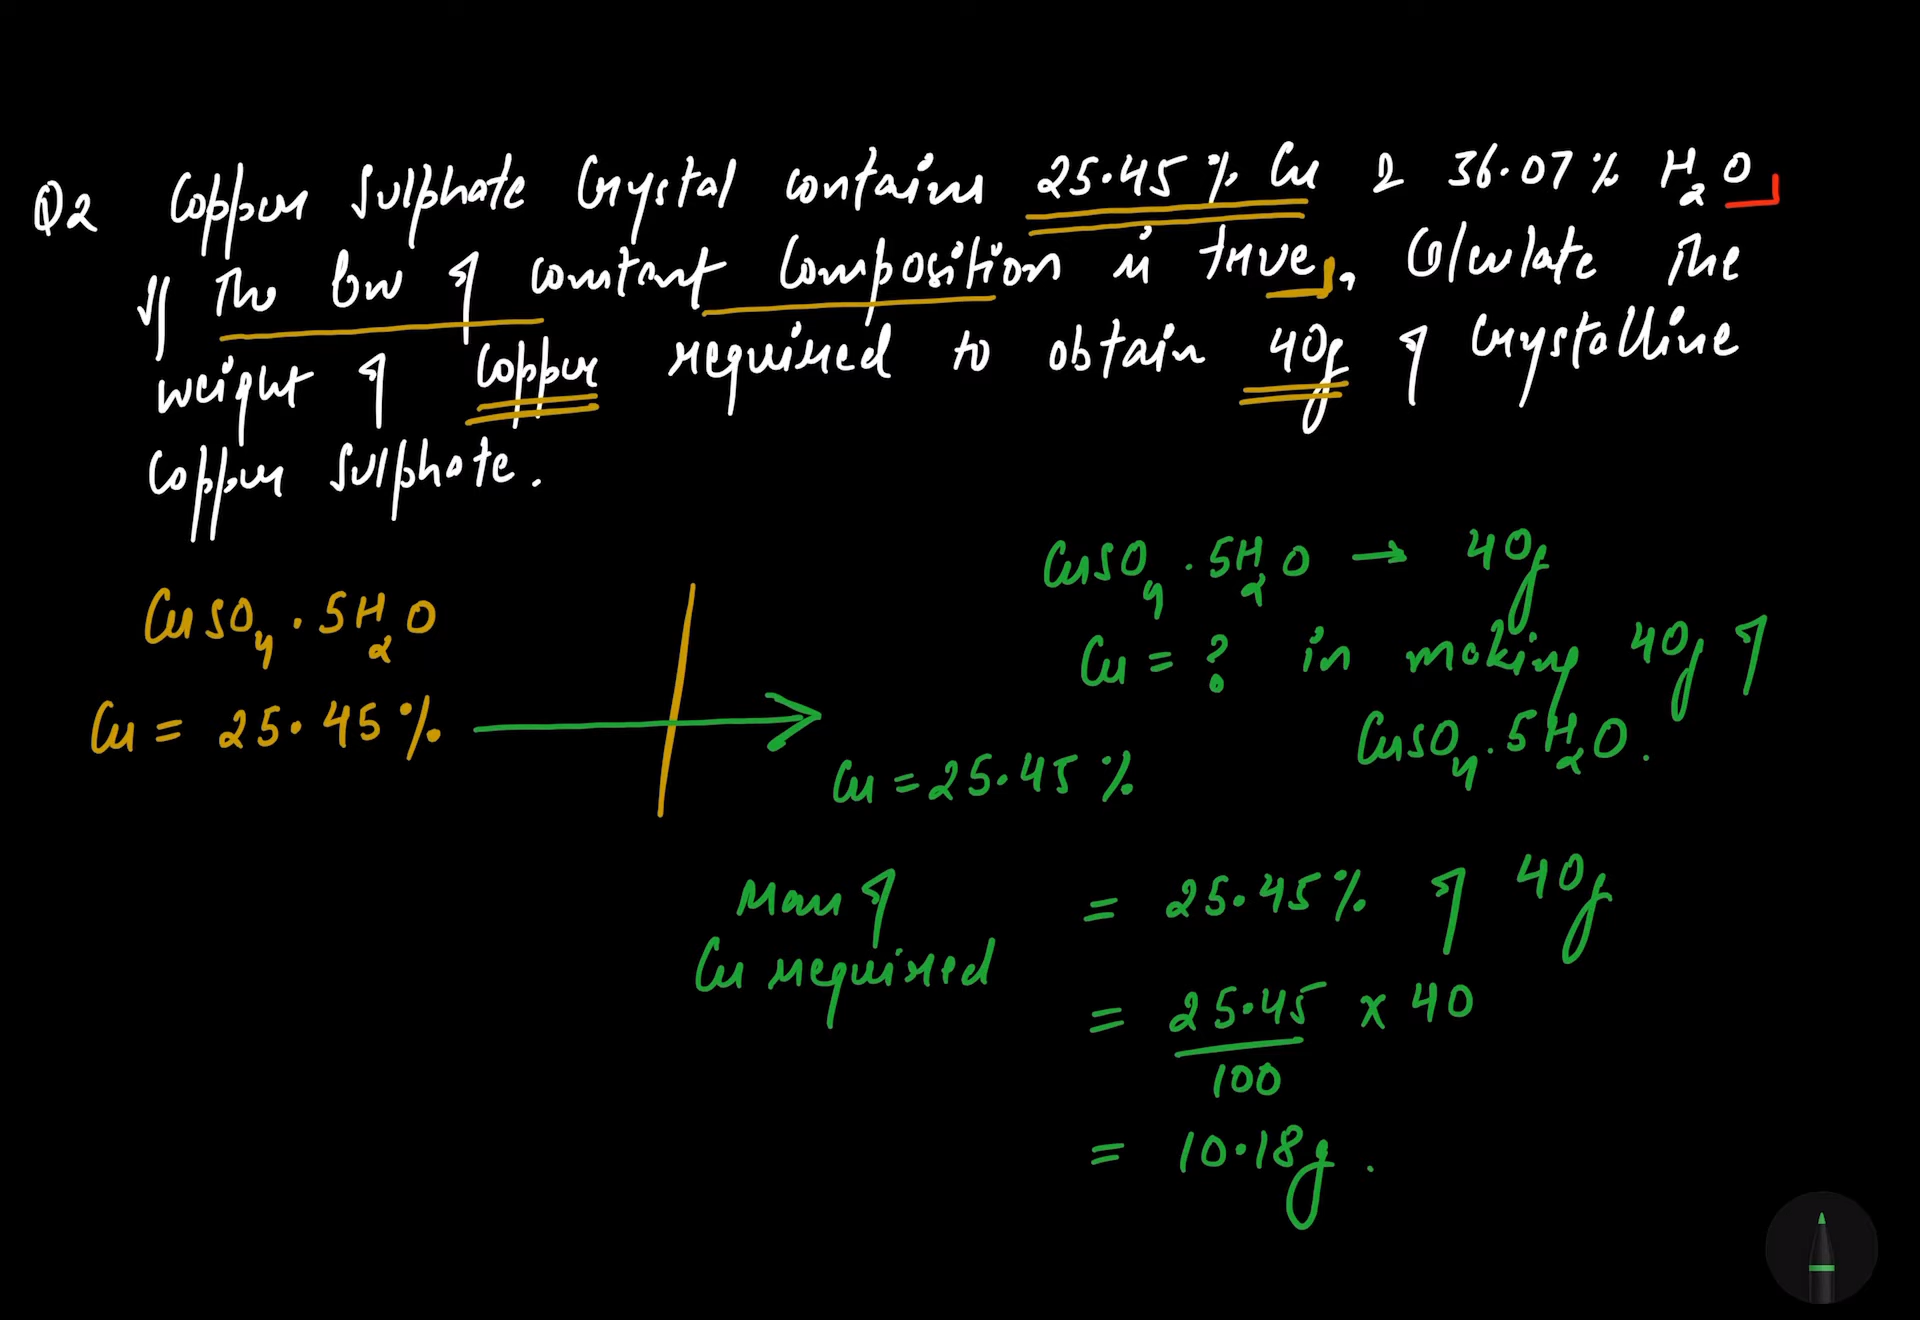 Q2 Copper Sulphate Crystal contains 25.45% Cu & 36.07% H₂O
If The law of constant Composition is true, Calculate The
weight of Copper required to obtain 40g of Crystalline
Copper Sulphate.
CuSO₄.5H₂O
Cu = 25.45%
CuSO₄.5H₂O → 40g
Cu = ? in making 40g of
CuSO₄.5H₂O.
Cu = 25.45%
Mass of
Cu required
= 25.45% of 40g
= 25.45/100 x 40
= 10.18g.